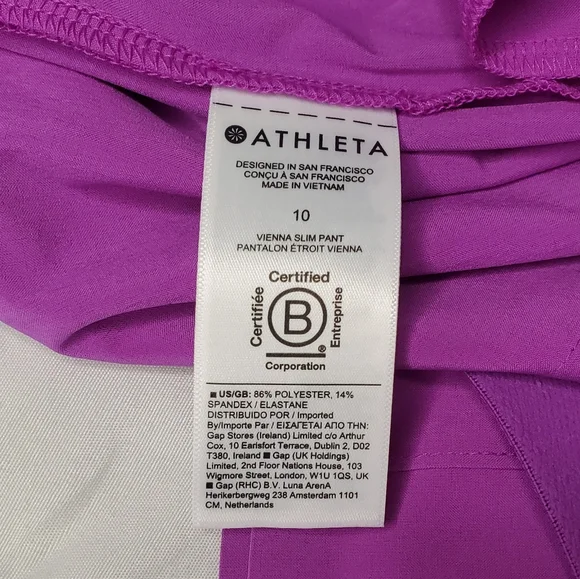 ATHLETA
DESIGNED IN SAN FRANCISCO
CONÇU À SAN FRANCISCO
MADE IN VIETNAM
10
VIENNA SLIM PANT
PANTALON ÉTROIT VIENNA
Certified
Certifiée
B
Entreprise
®
Corporation
■ US/GB: 86% POLYESTER, 14%
SPANDEX / ELASTANE
DISTRIBUIDO POR / Imported
By/Importe Par / ΕΙΣΑΓΕΤΑΙ ΑΠΟ ΤΗΝ:
Gap Stores (Ireland) Limited c/o Arthur
Cox, 10 Earlsfort Terrace, Dublin 2, D02
T380, Ireland ■ Gap (UK Holdings)
Limited, 2nd Floor Nations House, 103
Wigmore Street, London, W1U 1QS, UK
■ Gap (RHC) B.V. Luna ArenA
Herikerbergweg 238 Amsterdam 1101
CM, Netherlands